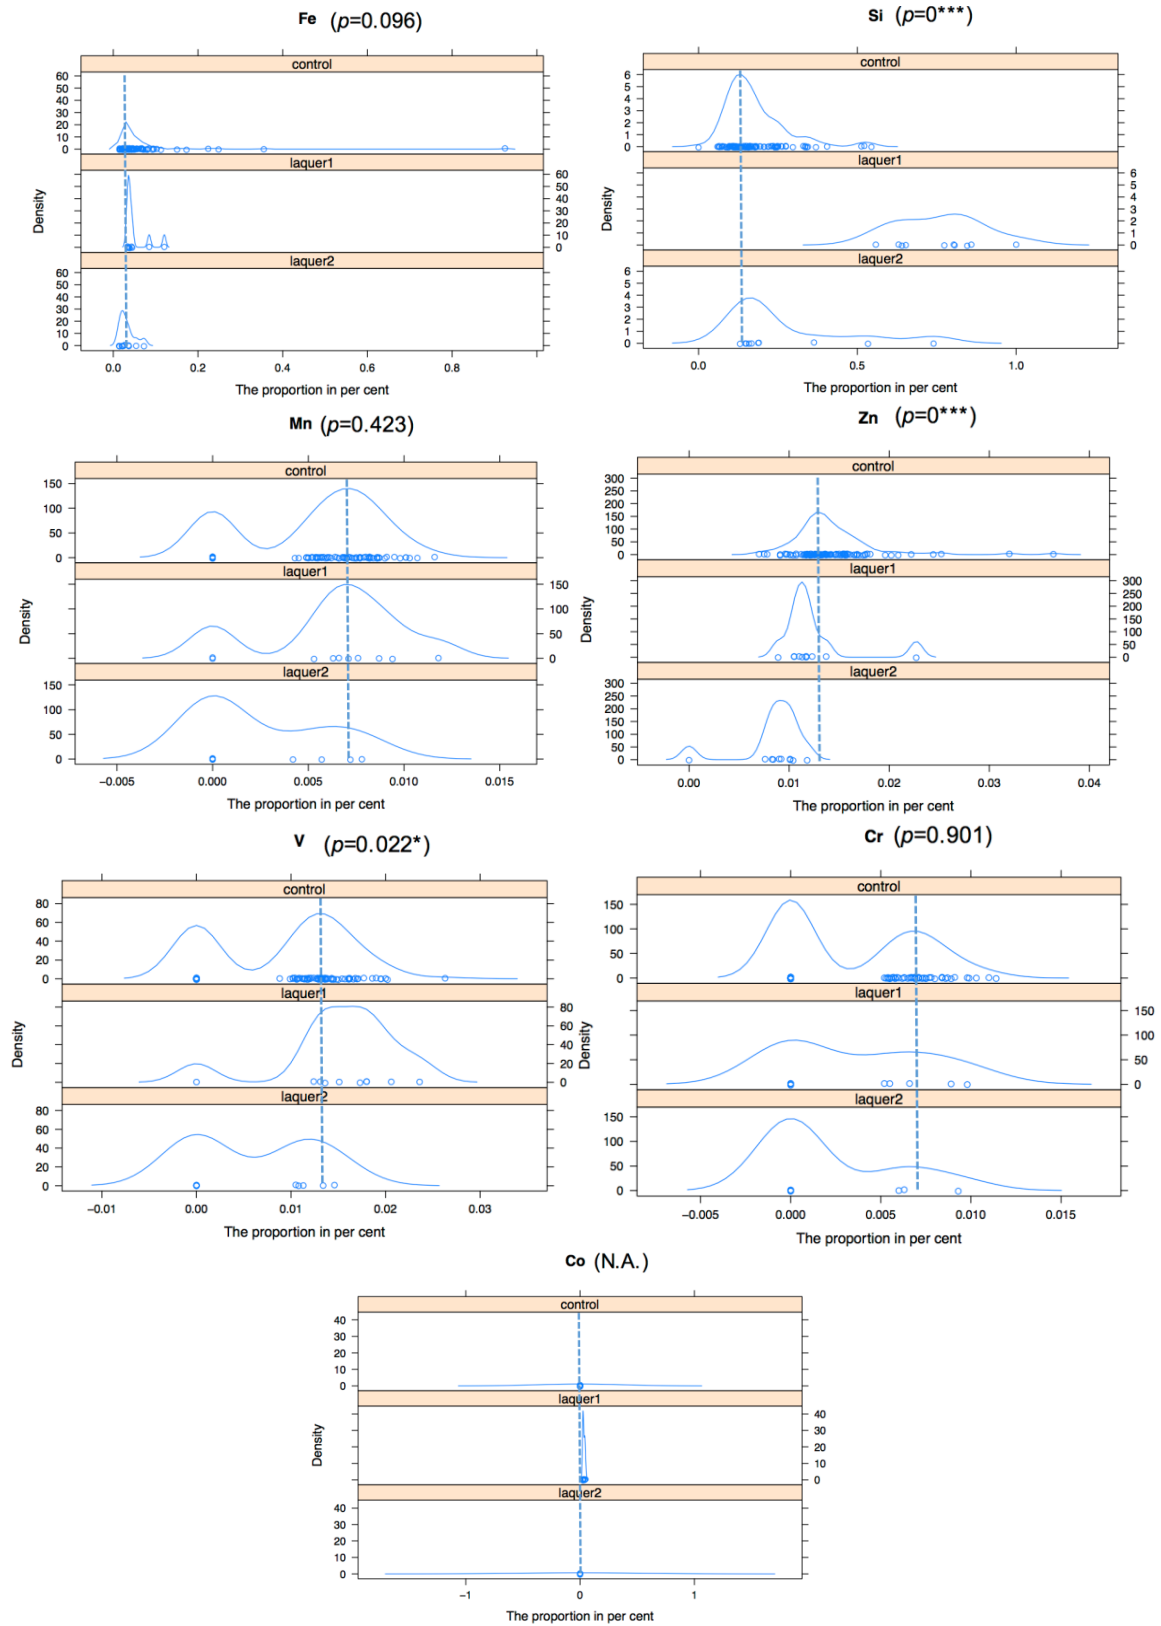 Fe (p=0.096)
control
60
50
40
30
20
10
0
laquer1
60
50
40
30
20
10
0
laquer2
60
50
40
30
20
10
0
Density
0.0 0.2 0.4 0.6 0.8
The proportion in per cent
Si (p=0***)
control
6
5
4
3
2
1
0
laquer1
6
5
4
3
2
1
0
laquer2
6
5
4
3
2
1
0
Density
0.0 0.5 1.0
The proportion in per cent
Mn (p=0.423)
control
150
100
50
0
laquer1
150
100
50
0
laquer2
150
100
50
0
Density
−0.005 0.000 0.005 0.010 0.015
The proportion in per cent
Zn (p=0***)
control
300
250
200
150
100
50
0
laquer1
300
250
200
150
100
50
0
laquer2
300
250
200
150
100
50
0
Density
0.00 0.01 0.02 0.03 0.04
The proportion in per cent
V (p=0.022*)
control
80
60
40
20
0
laquer1
80
60
40
20
0
laquer2
80
60
40
20
0
Density
−0.01 0.00 0.01 0.02 0.03
The proportion in per cent
Cr (p=0.901)
control
150
100
50
0
laquer1
150
100
50
0
laquer2
150
100
50
0
Density
−0.005 0.000 0.005 0.010 0.015
The proportion in per cent
Co (N.A.)
control
40
30
20
10
0
laquer1
40
30
20
10
0
laquer2
40
30
20
10
0
Density
−1 0 1
The proportion in per cent